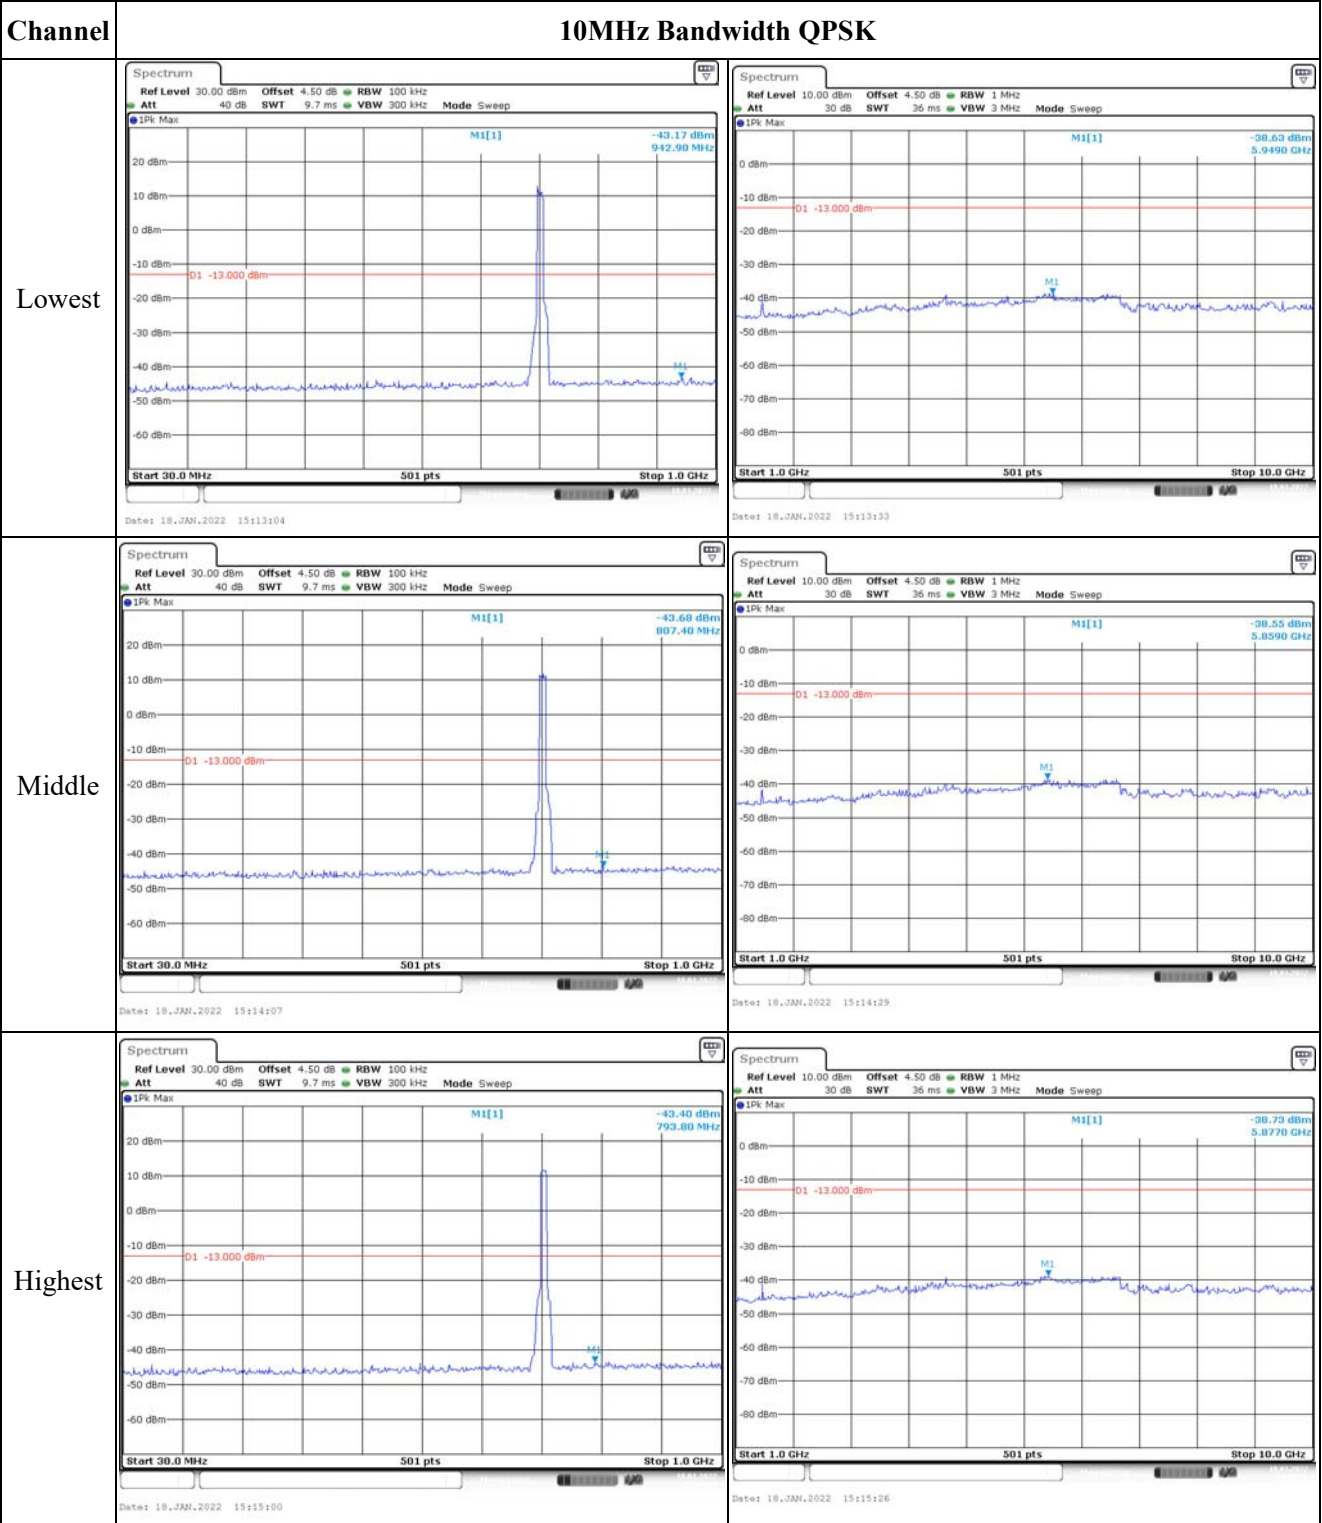 Channel 10MHz Bandwidth QPSK
Lowest
Spectrum
Ref Level 30.00 dBm Offset 4.50 dB RBW 100 kHz
Att 40 dB SWT 9.7 ms VBW 300 kHz Mode Sweep
1Pk Max
M1[1] -43.17 dBm
942.90 MHz
20 dBm
10 dBm
0 dBm
-10 dBm
D1 -13.000 dBm
-20 dBm
-30 dBm
-40 dBm
M1
-50 dBm
-60 dBm
Start 30.0 MHz 501 pts Stop 1.0 GHz
Date: 18.JAN.2022 15:13:04
Spectrum
Ref Level 10.00 dBm Offset 4.50 dB RBW 1 MHz
Att 30 dB SWT 36 ms VBW 3 MHz Mode Sweep
1Pk Max
M1[1] -38.63 dBm
5.9490 GHz
0 dBm
-10 dBm
D1 -13.000 dBm
-20 dBm
-30 dBm
M1
-40 dBm
-50 dBm
-60 dBm
-70 dBm
-80 dBm
Start 1.0 GHz 501 pts Stop 10.0 GHz
Date: 18.JAN.2022 15:13:33
Middle
Spectrum
Ref Level 30.00 dBm Offset 4.50 dB RBW 100 kHz
Att 40 dB SWT 9.7 ms VBW 300 kHz Mode Sweep
1Pk Max
M1[1] -43.68 dBm
807.40 MHz
20 dBm
10 dBm
0 dBm
-10 dBm
D1 -13.000 dBm
-20 dBm
-30 dBm
-40 dBm
M1
-50 dBm
-60 dBm
Start 30.0 MHz 501 pts Stop 1.0 GHz
Date: 18.JAN.2022 15:14:07
Spectrum
Ref Level 10.00 dBm Offset 4.50 dB RBW 1 MHz
Att 30 dB SWT 36 ms VBW 3 MHz Mode Sweep
1Pk Max
M1[1] -38.55 dBm
5.8590 GHz
0 dBm
-10 dBm
D1 -13.000 dBm
-20 dBm
-30 dBm
M1
-40 dBm
-50 dBm
-60 dBm
-70 dBm
-80 dBm
Start 1.0 GHz 501 pts Stop 10.0 GHz
Date: 18.JAN.2022 15:14:29
Highest
Spectrum
Ref Level 30.00 dBm Offset 4.50 dB RBW 100 kHz
Att 40 dB SWT 9.7 ms VBW 300 kHz Mode Sweep
1Pk Max
M1[1] -43.40 dBm
793.80 MHz
20 dBm
10 dBm
0 dBm
-10 dBm
D1 -13.000 dBm
-20 dBm
-30 dBm
-40 dBm
M1
-50 dBm
-60 dBm
Start 30.0 MHz 501 pts Stop 1.0 GHz
Date: 18.JAN.2022 15:15:00
Spectrum
Ref Level 10.00 dBm Offset 4.50 dB RBW 1 MHz
Att 30 dB SWT 36 ms VBW 3 MHz Mode Sweep
1Pk Max
M1[1] -38.73 dBm
5.8770 GHz
0 dBm
-10 dBm
D1 -13.000 dBm
-20 dBm
-30 dBm
M1
-40 dBm
-50 dBm
-60 dBm
-70 dBm
-80 dBm
Start 1.0 GHz 501 pts Stop 10.0 GHz
Date: 18.JAN.2022 15:15:26